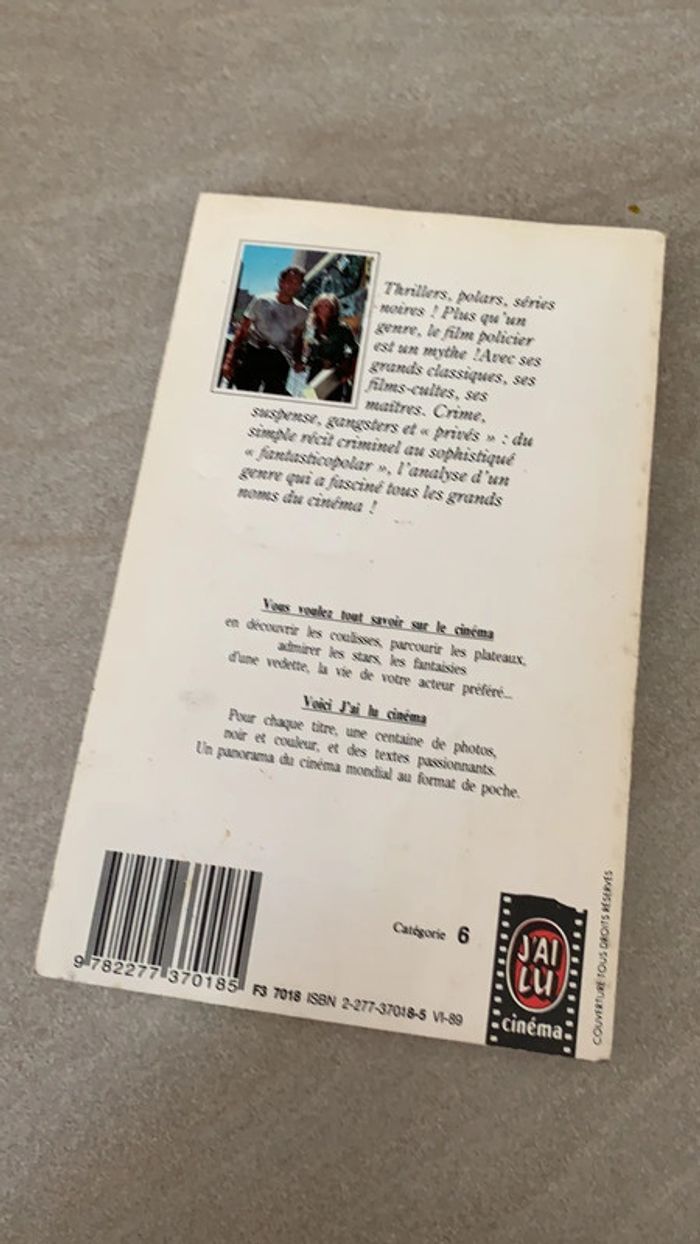 Thrillers, polars, séries
noires ! Plus qu'un
genre, le film policier
est un mythe !Avec ses
grands classiques, ses
films-cultes, ses
maîtres. Crime,
suspense, gangsters et « privés » : du
simple récit criminel au sophistiqué
« fantasticopolar », l'analyse d'un
genre qui a fasciné tous les grands
noms du cinéma !
Vous voulez tout savoir sur le cinéma
en découvrir les coulisses, parcourir les plateaux,
admirer les stars, les fantaisies
d'une vedette, la vie de votre acteur préféré...
Voici J'ai lu cinéma
Pour chaque titre, une centaine de photos,
noir et couleur, et des textes passionnants.
Un panorama du cinéma mondial au format de poche.
9 782277 370185
F3 7018 ISBN 2-277-37018-5 VI-89
Catégorie 6
J'AI
LU
cinéma
COUVERTURE TOUS DROITS RÉSERVÉS